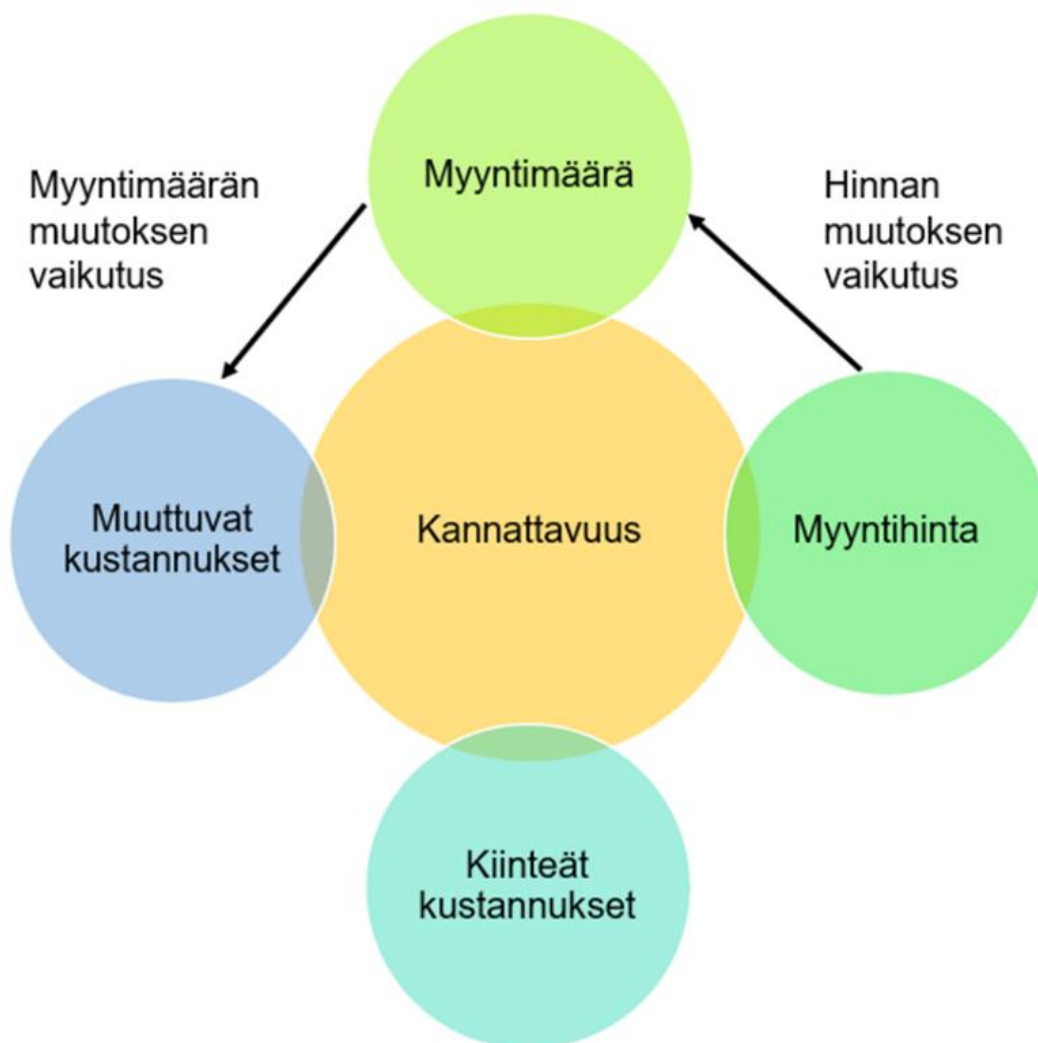 Myyntimäärä
Myyntimäärän
muutoksen
vaikutus
Hinnan
muutoksen
vaikutus
Muuttuvat
kustannukset
Kannattavuus
Myyntihinta
Kiinteät
kustannukset